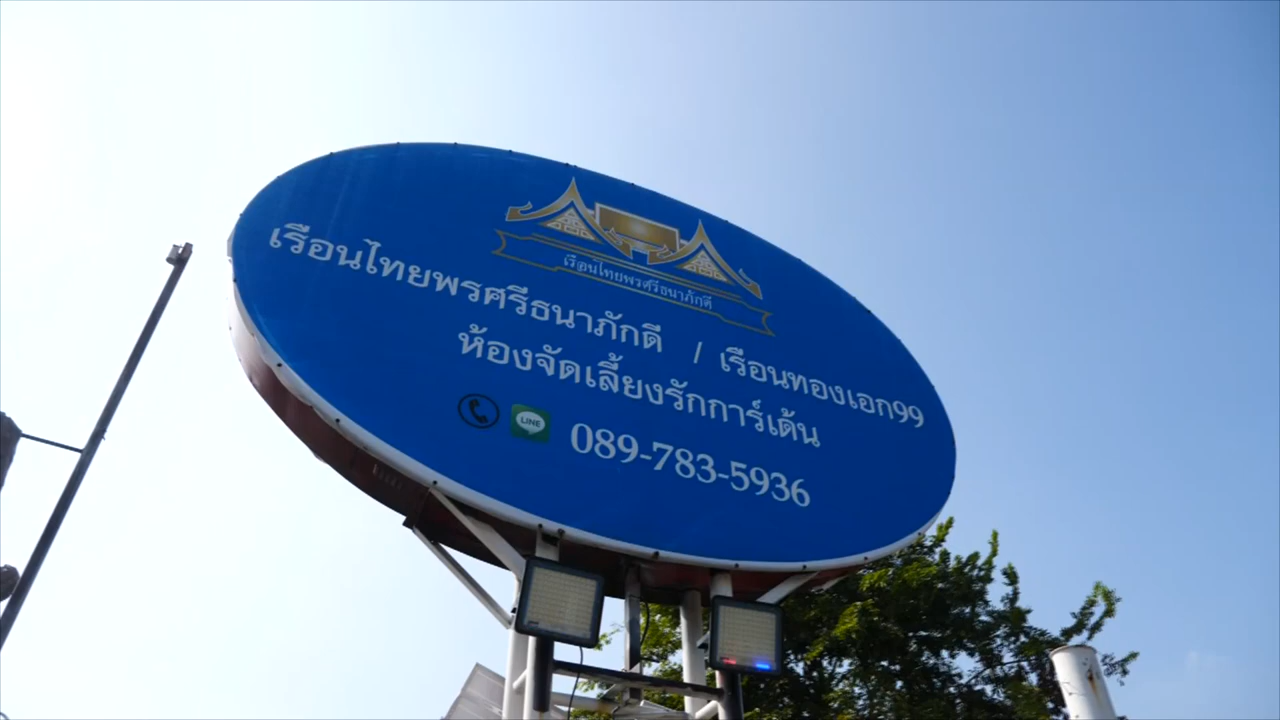 เรือนไทยพรศรีธนาภักดี
เรือนไทยพรศรีธนาภักดี / เรือนทองเอก99
ห้องจัดเลี้ยงรักการ์เด้น
LINE 089-783-5936